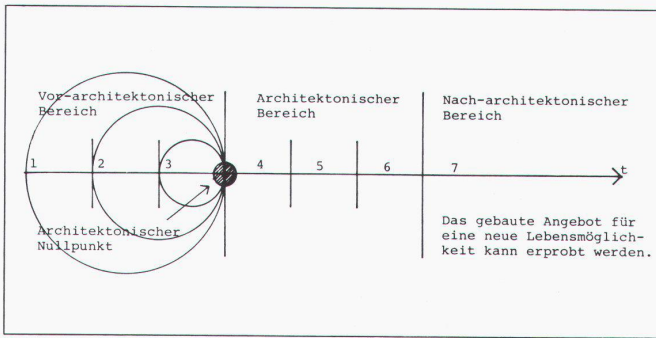 Vor-architektonischer
Bereich
Architektonischer
Bereich
Nach-architektonischer
Bereich
1 2 3 4 5 6 7 t
Architektonischer
Nullpunkt
Das gebaute Angebot für
eine neue Lebensmöglich-
keit kann erprobt werden.